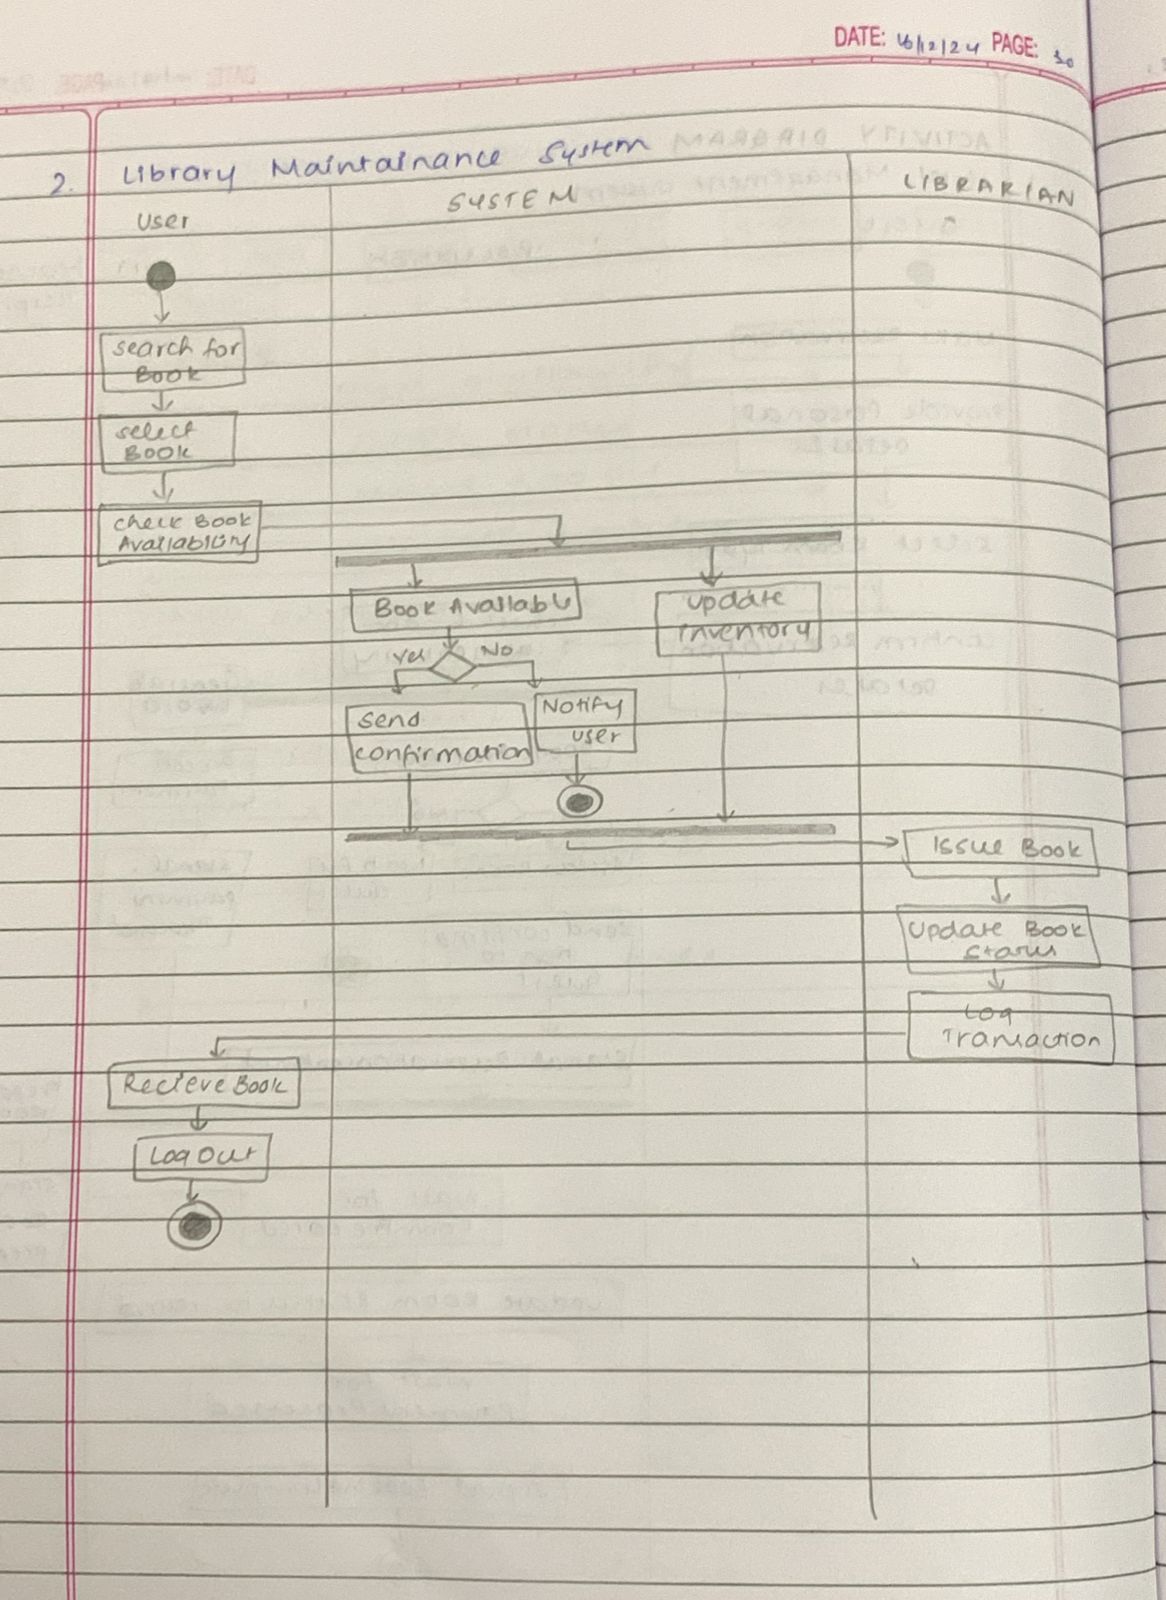 DATE: 16/12/24 PAGE: 30
2. Library Maintainance System
User
SYSTEM
LIBRARIAN
search for
Book
select
Book
Check Book
Availability
Book Available
update
inventory
Yes
No
send
confirmation
Notify
user
Issue Book
Update Book
Status
Log
Transaction
Recieve Book
Log Out